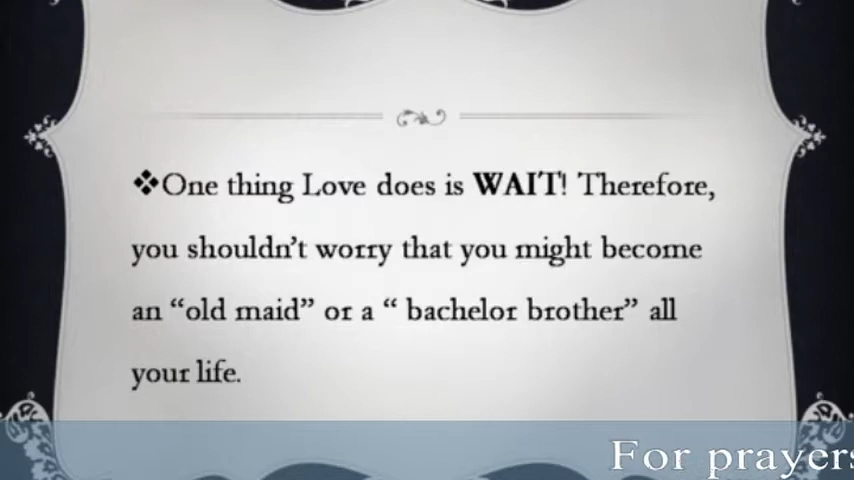 ❖One thing Love does is WAIT! Therefore,
you shouldn't worry that you might become
an “old maid” or a “ bachelor brother” all
your life.
For prayers